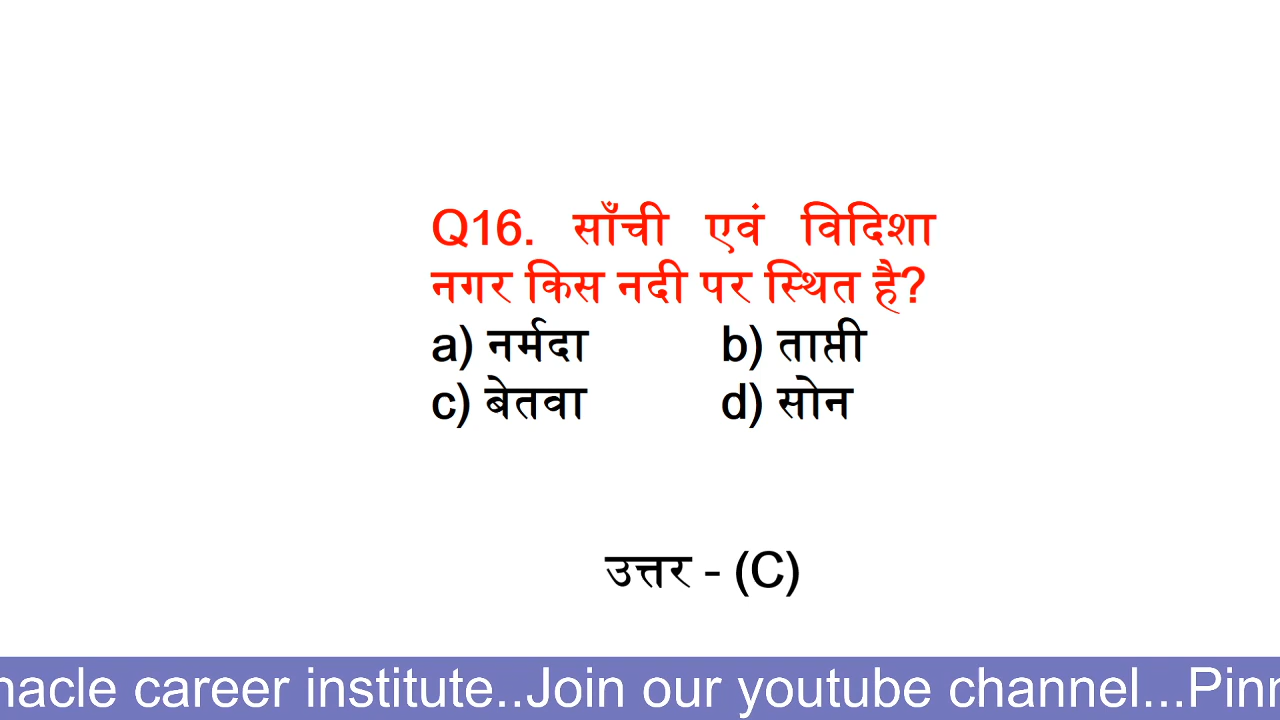 Q16. साँची एवं विदिशा
नगर किस नदी पर स्थित है?
a) नर्मदा b) ताप्ती
c) बेतवा d) सोन
उत्तर - (C)
nacle career institute..Join our youtube channel...Pinn